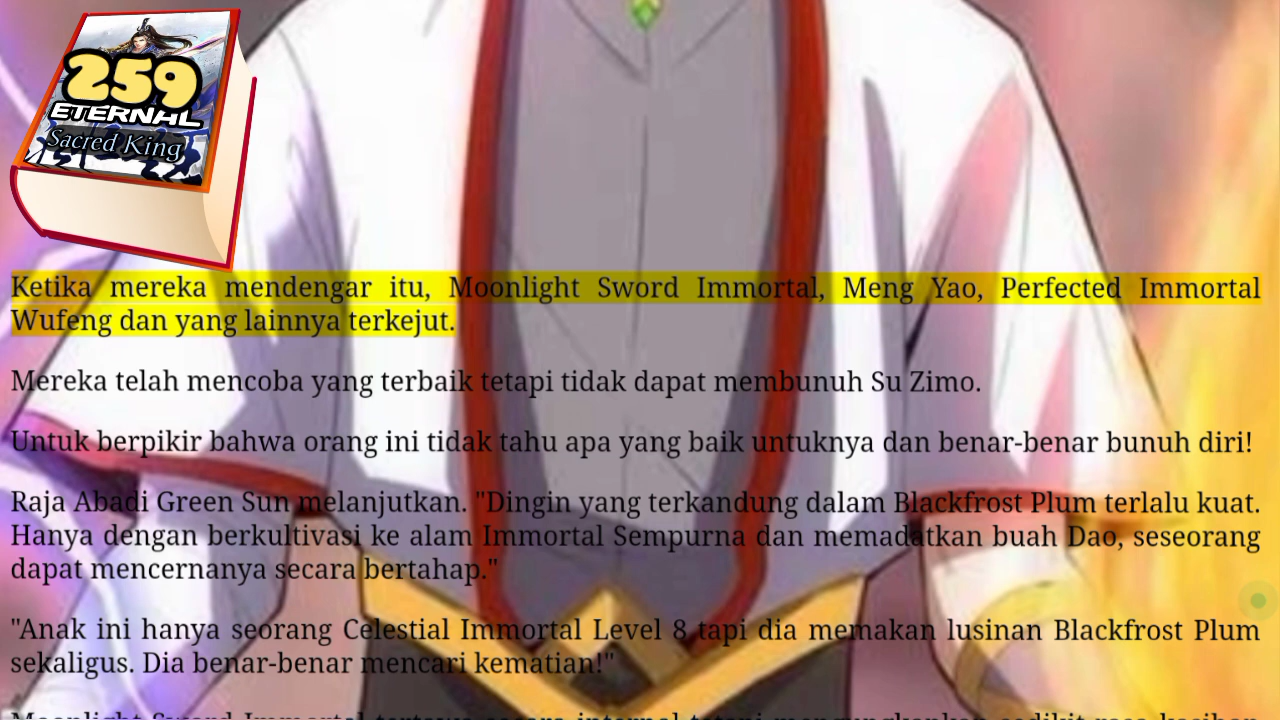 259
ETERNAL
Sacred King
Ketika mereka mendengar itu, Moonlight Sword Immortal, Meng Yao, Perfected Immortal
Wufeng dan yang lainnya terkejut.
Mereka telah mencoba yang terbaik tetapi tidak dapat membunuh Su Zimo.
Untuk berpikir bahwa orang ini tidak tahu apa yang baik untuknya dan benar-benar bunuh diri!
Raja Abadi Green Sun melanjutkan. "Dingin yang terkandung dalam Blackfrost Plum terlalu kuat.
Hanya dengan berkultivasi ke alam Immortal Sempurna dan memadatkan buah Dao, seseorang
dapat mencernanya secara bertahap."
"Anak ini hanya seorang Celestial Immortal Level 8 tapi dia memakan lusinan Blackfrost Plum
sekaligus. Dia benar-benar mencari kematian!"